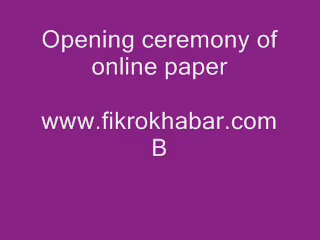 Opening ceremony of
online paper
www.fikrokhabar.com
B